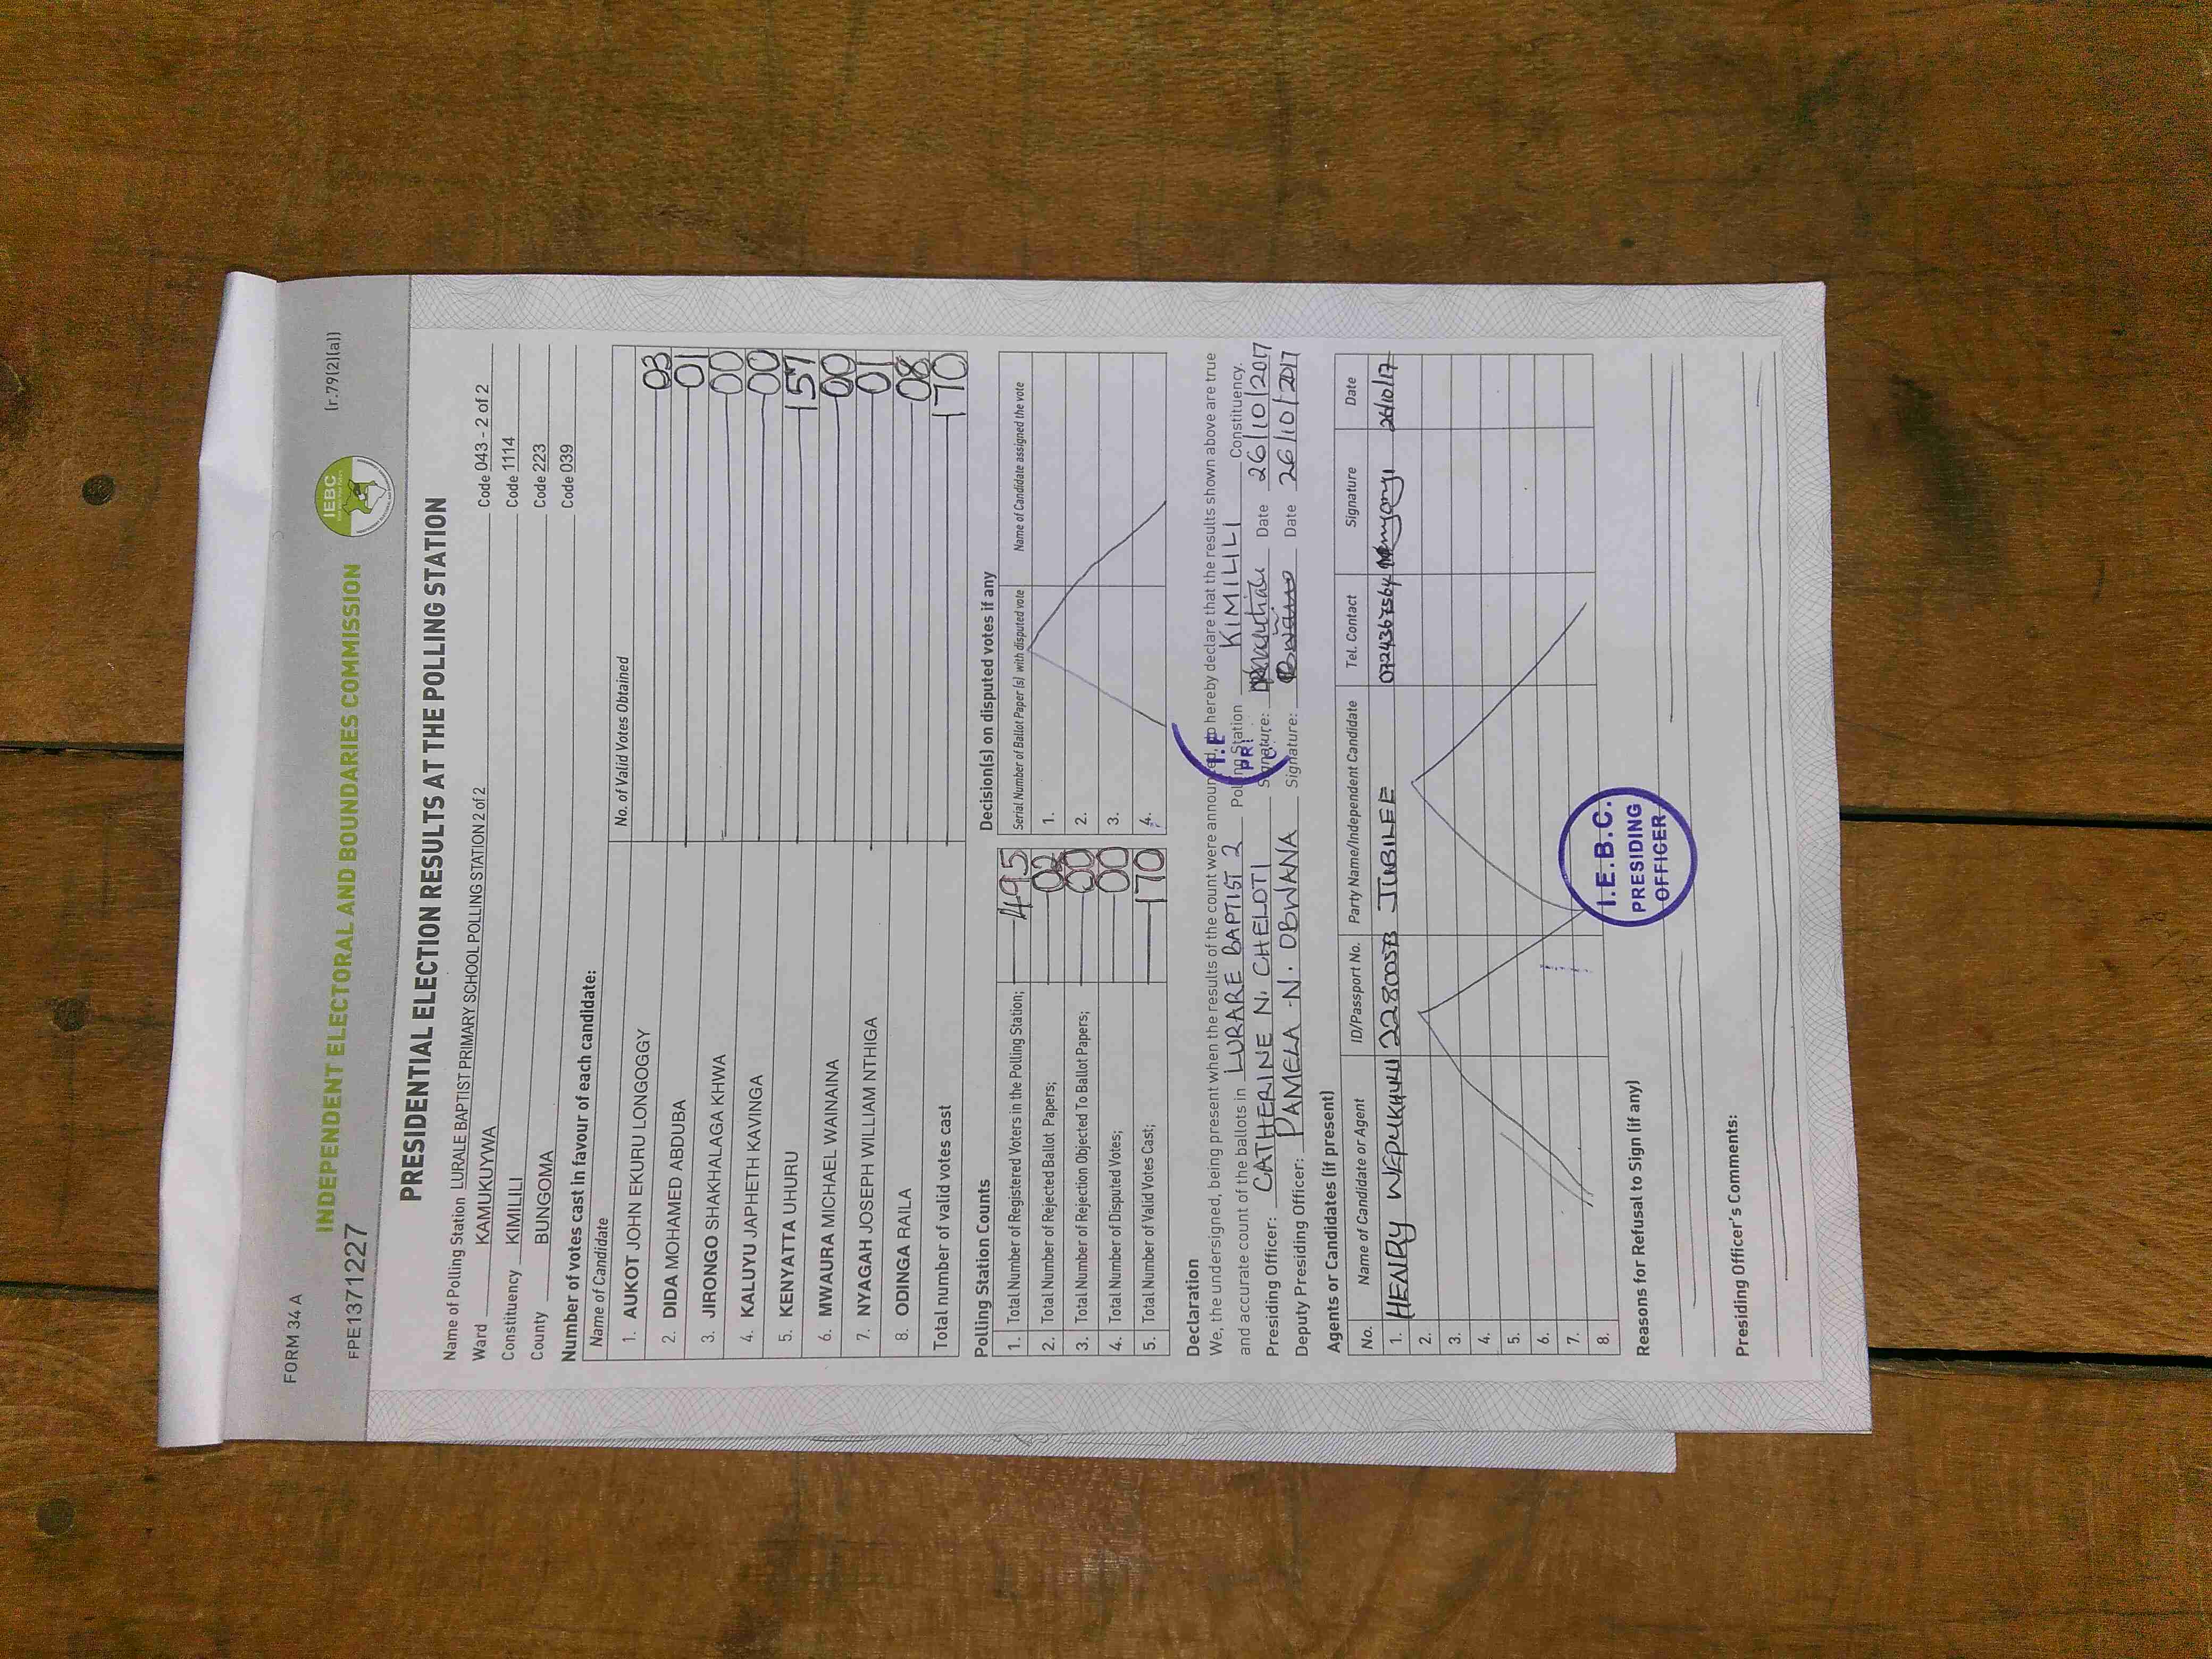 FORM 34 A
(r.79(2)(a))
IEBC
INDEPENDENT ELECTORAL AND BOUNDARIES COMMISSION
FPE1371227
PRESIDENTIAL ELECTION RESULTS AT THE POLLING STATION
Name of Polling Station LURALE BAPTIST PRIMARY SCHOOL POLLING STATION 2 of 2 Code 043 - 2 of 2
Ward KAMUKUYWA Code 1114
Constituency KIMILILI Code 223
County BUNGOMA Code 039
Number of votes cast in favour of each candidate:
Name of Candidate No. of Valid Votes Obtained
1. AUKOT JOHN EKURU LONGOGGY 03
2. DIDA MOHAMED ABDUBA 01
3. JIRONGO SHAKHALAGA KHWA 00
4. KALUYU JAPHETH KAVINGA 00
5. KENYATTA UHURU 157
6. MWAURA MICHAEL WAINAINA 00
7. NYAGAH JOSEPH WILLIAM NTHIGA 01
8. ODINGA RAILA 08
Total number of valid votes cast 170
Polling Station Counts
1. Total Number of Registered Voters in the Polling Station; 495
2. Total Number of Rejected Ballot Papers; 02
3. Total Number of Rejection Objected To Ballot Papers; 00
4. Total Number of Disputed Votes; 00
5. Total Number of Valid Votes Cast; 170
Decision(s) on disputed votes if any
Serial Number of Ballot Paper (s) with disputed vote Name of Candidate assigned the vote
1.
2.
3.
4.
Declaration
We, the undersigned, being present when the results of the count were announced, do hereby declare that the results shown above are true
and accurate count of the ballots in LURARE BAPTIST 2 Polling Station KIMILILI Constituency.
Presiding Officer: CATHERINE N. CHELOTI Signature: Date 26/10/2017
Deputy Presiding Officer: PAMELA N. OBWANA Signature: Date 26/10/2017
Agents or Candidates (if present)
No. Name of Candidate or Agent ID/Passport No. Party Name/Independent Candidate Tel. Contact Signature Date
1. HENRY WEPUKHULU 22800573 JUBILEE 0724367564 26/10/17
2.
3.
4.
5.
6.
7.
8.
I.E.B.C.
PRESIDING
OFFICER
Reasons for Refusal to Sign (if any)
Presiding Officer's Comments: